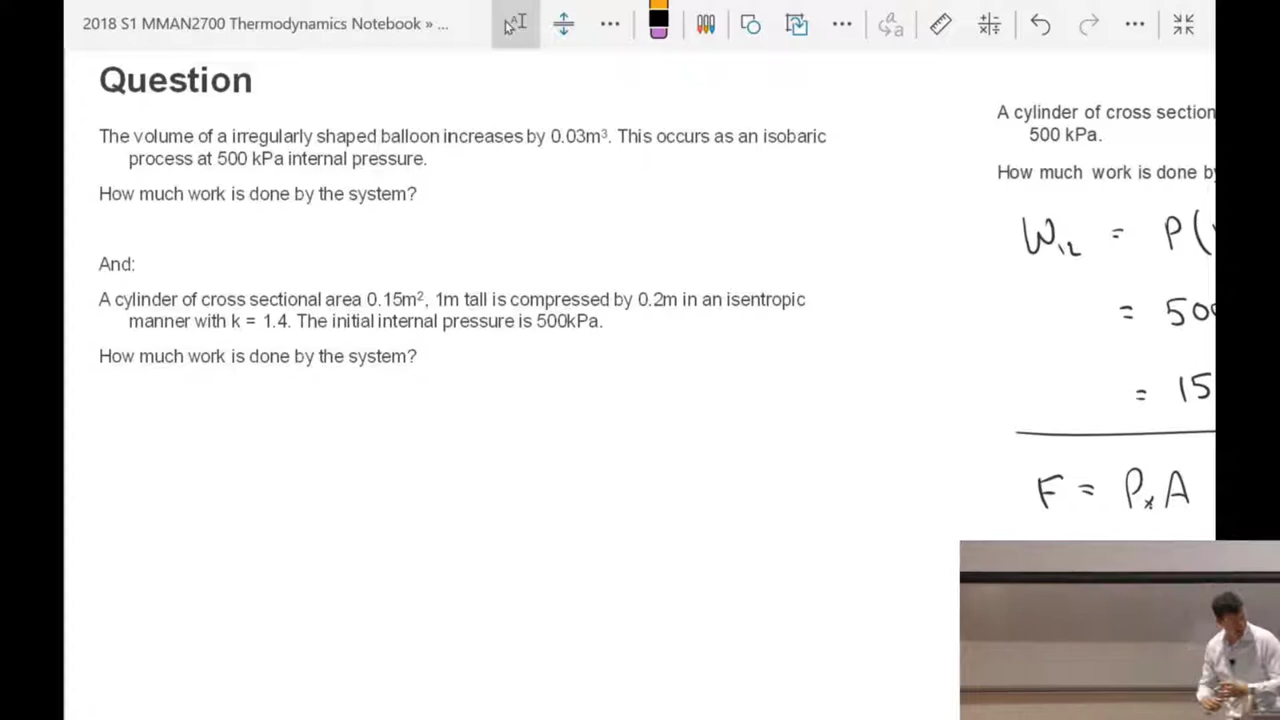 2018 S1 MMAN2700 Thermodynamics Notebook » ...
Question
The volume of a irregularly shaped balloon increases by 0.03m³. This occurs as an isobaric
process at 500 kPa internal pressure.
How much work is done by the system?
And:
A cylinder of cross sectional area 0.15m², 1m tall is compressed by 0.2m in an isentropic
manner with k = 1.4. The initial internal pressure is 500kPa.
How much work is done by the system?
A cylinder of cross section
500 kPa.
How much work is done by
W₁₂ = P(
= 500
= 15
F = PₓA